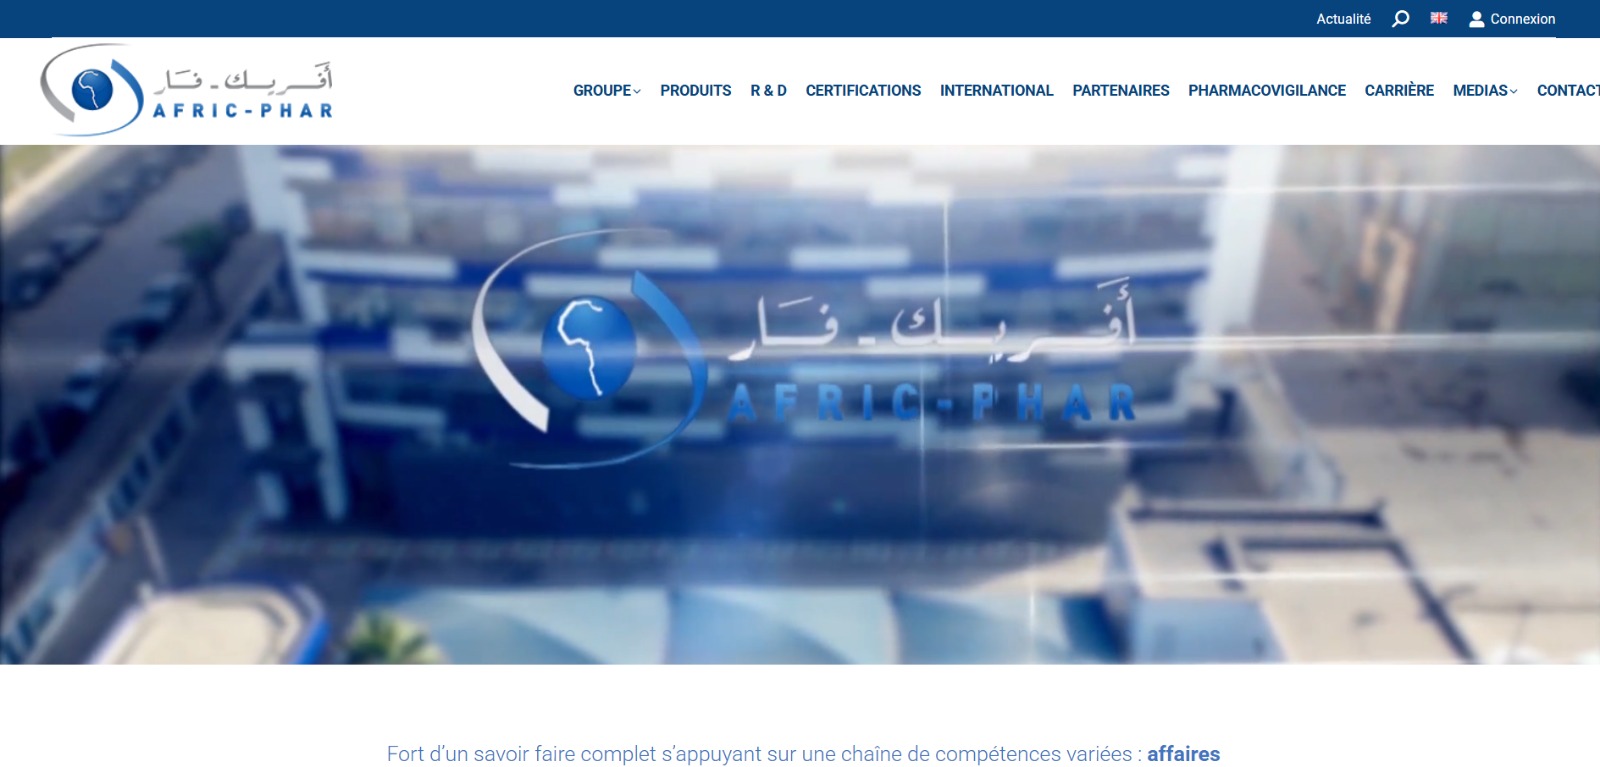 Actualité Connexion
أفريك - فار
AFRIC-PHAR
GROUPE PRODUITS R & D CERTIFICATIONS INTERNATIONAL PARTENAIRES PHARMACOVIGILANCE CARRIÈRE MEDIAS CONTACT
أفريك - فار
AFRIC-PHAR
Fort d’un savoir faire complet s’appuyant sur une chaîne de compétences variées : affaires